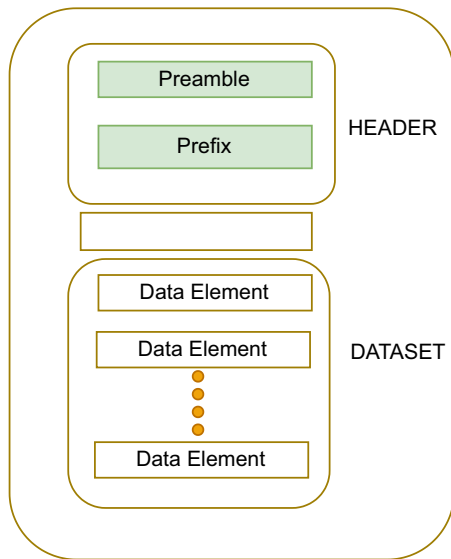 Preamble
HEADER
Prefix
Data Element
Data Element
DATASET
Data Element